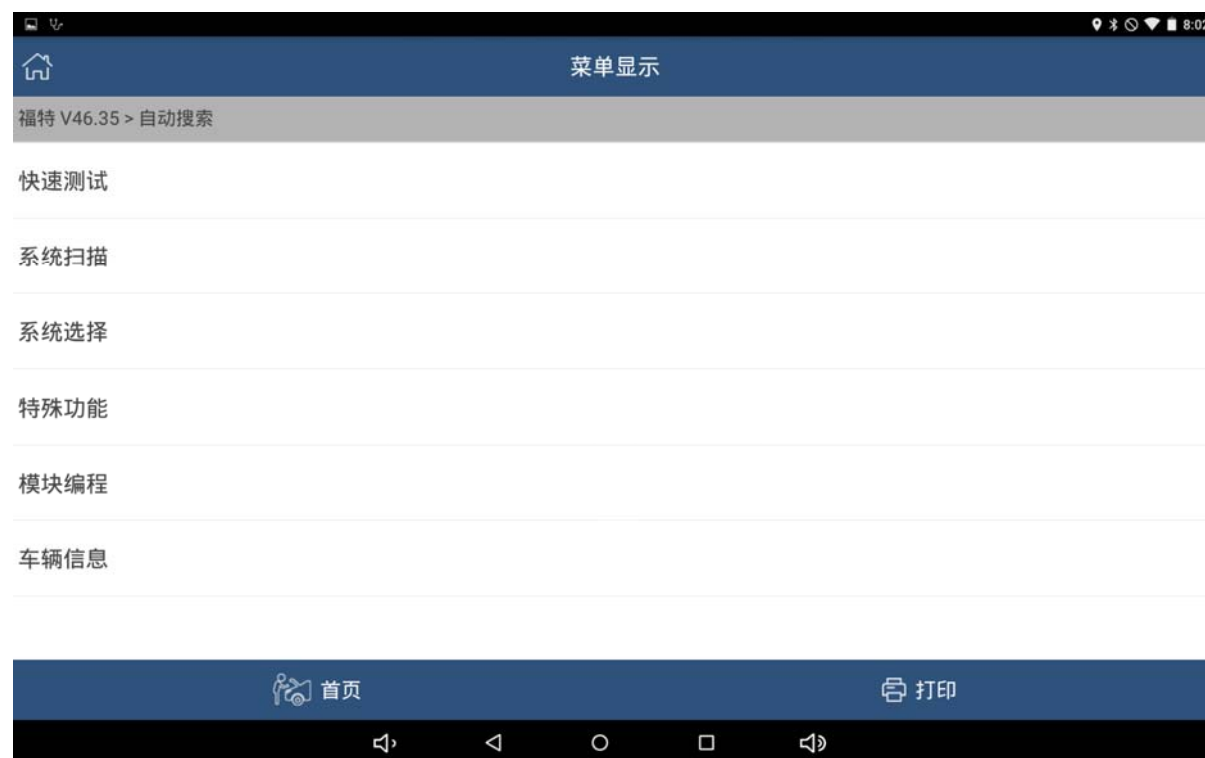 8:02
菜单显示
福特 V46.35 > 自动搜索
快速测试
系统扫描
系统选择
特殊功能
模块编程
车辆信息
首页
打印